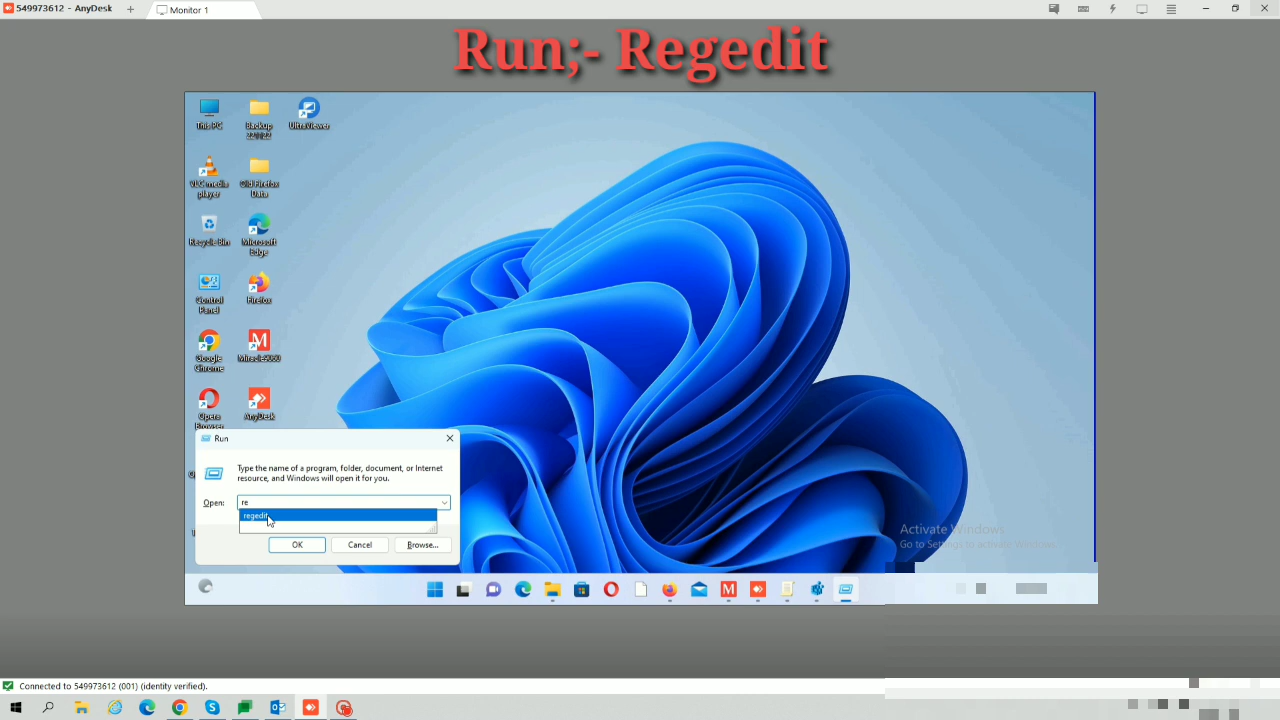 549973612 - AnyDesk
Monitor 1
Run;- Regedit
This PC
Backup
221122
UltraViewer
VLC media
player
Old Firefox
Data
Recycle Bin
Microsoft
Edge
Control
Panel
Firefox
Google
Chrome
Opera
Browser
AnyDesk
Run
Type the name of a program, folder, document, or Internet
resource, and Windows will open it for you.
Open:
re
regedit
OK
Cancel
Browse...
Activate Windows
Go to Settings to activate Windows.
Connected to 549973612 (001) (identity verified).